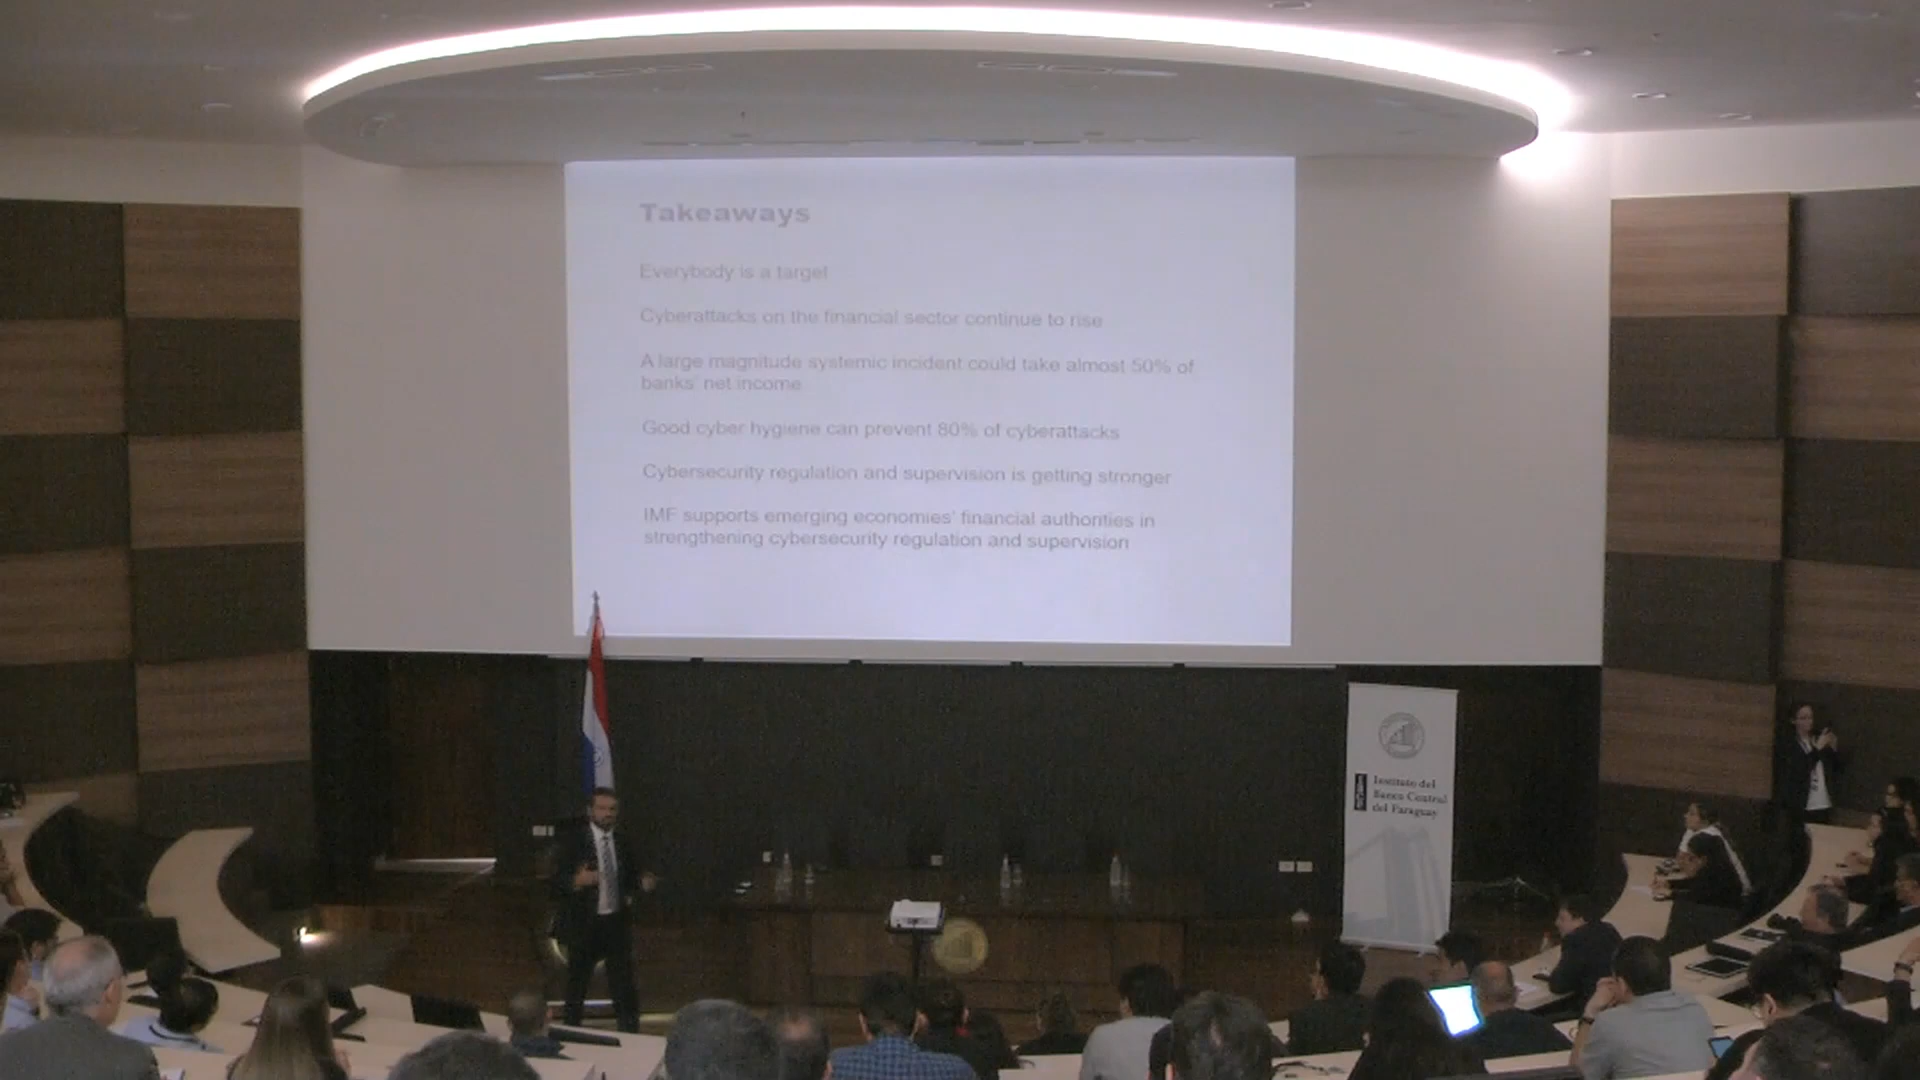 Takeaways
Everybody is a target
Cyberattacks on the financial sector continue to rise
A large magnitude systemic incident could take almost 50% of
banks' net income
Good cyber hygiene can prevent 80% of cyberattacks
Cybersecurity regulation and supervision is getting stronger
IMF supports emerging economies' financial authorities in
strengthening cybersecurity regulation and supervision
Instituto del
Banco Central
del Paraguay